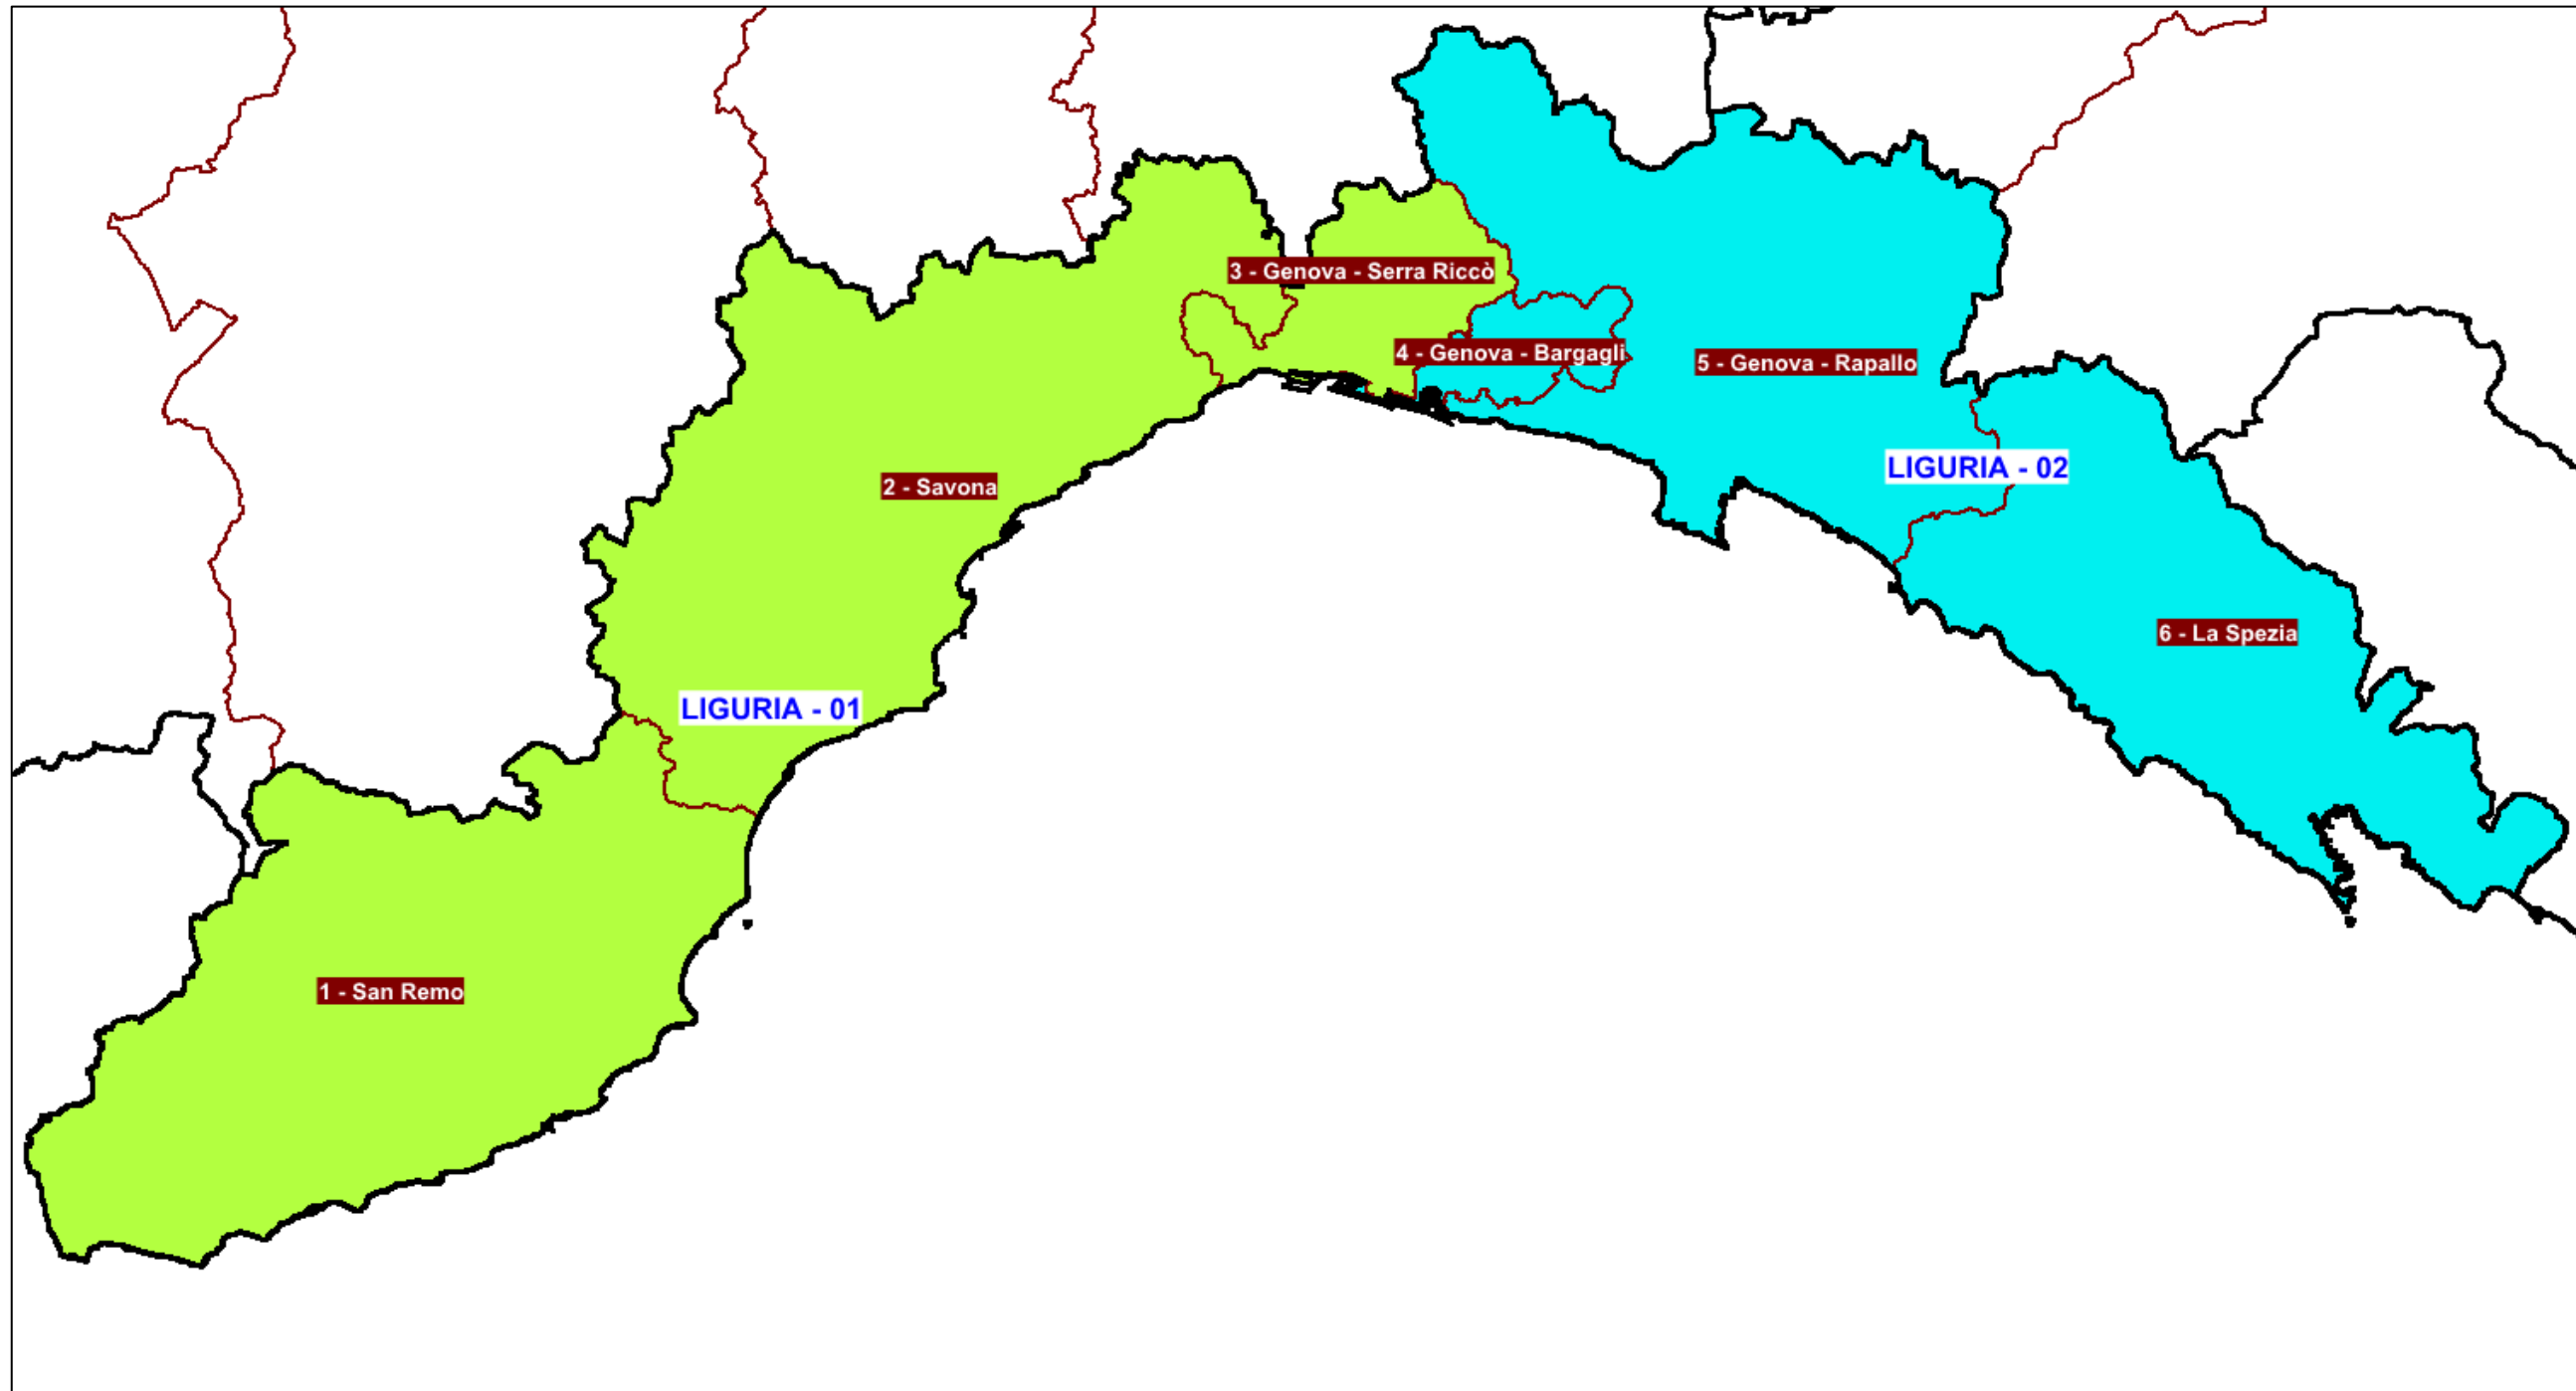 3 - Genova - Serra Riccò
4 - Genova - Bargagli
5 - Genova - Rapallo
LIGURIA - 02
2 - Savona
6 - La Spezia
LIGURIA - 01
1 - San Remo